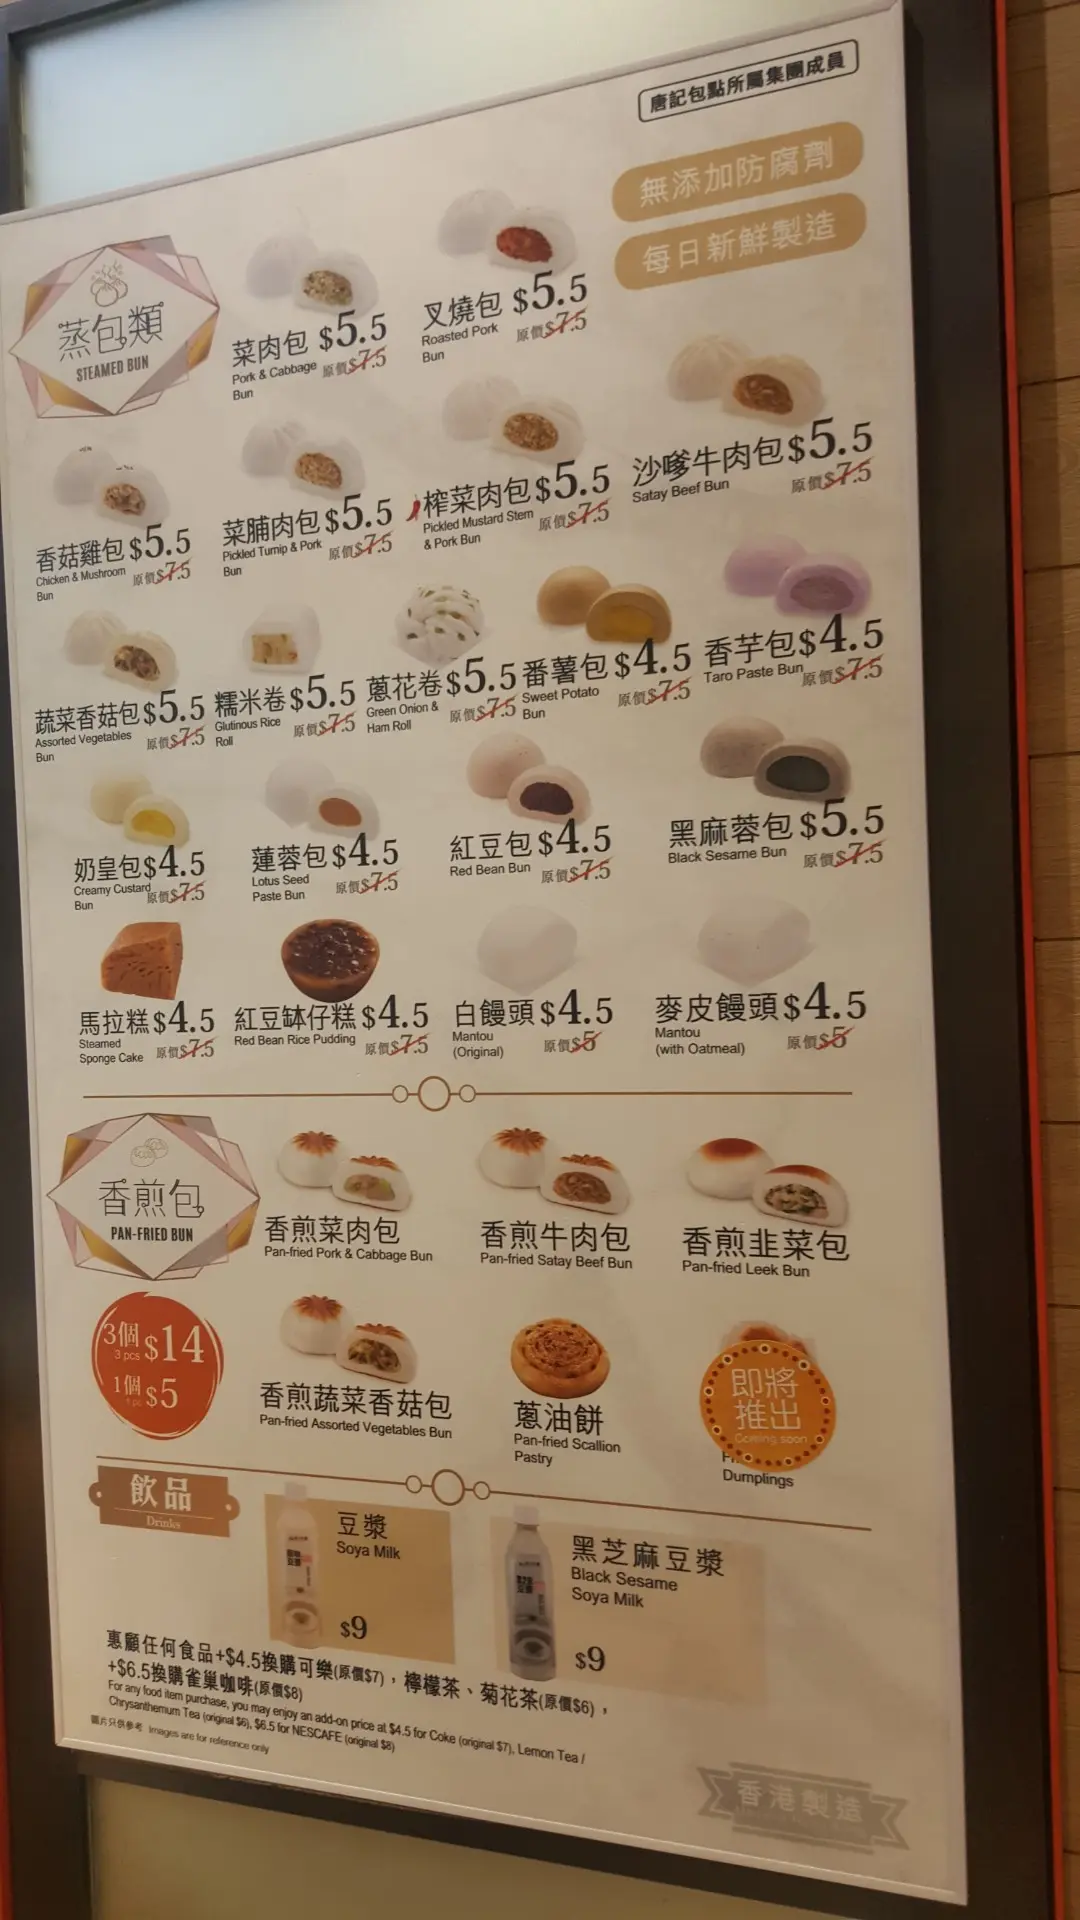 唐記包點所屬集團成員
無添加防腐劑
每日新鮮製造
蒸包類
STEAMED BUN
菜肉包 $5.5
Pork & Cabbage Bun
原價$7.5
叉燒包 $5.5
Roasted Pork Bun
原價$7.5
香菇雞包 $5.5
Chicken & Mushroom Bun
原價$7.5
菜脯肉包 $5.5
Pickled Turnip & Pork Bun
原價$7.5
榨菜肉包 $5.5
Pickled Mustard Stem & Pork Bun
原價$7.5
沙嗲牛肉包 $5.5
Satay Beef Bun
原價$7.5
蔬菜香菇包 $5.5
Assorted Vegetables Bun
原價$7.5
糯米卷 $5.5
Glutinous Rice Roll
原價$7.5
蔥花卷 $5.5
Green Onion & Ham Roll
原價$7.5
番薯包 $4.5
Sweet Potato Bun
原價$7.5
香芋包 $4.5
Taro Paste Bun
原價$7.5
奶皇包 $4.5
Creamy Custard Bun
原價$7.5
蓮蓉包 $4.5
Lotus Seed Paste Bun
原價$7.5
紅豆包 $4.5
Red Bean Bun
原價$7.5
黑麻蓉包 $5.5
Black Sesame Bun
原價$7.5
馬拉糕 $4.5
Steamed Sponge Cake
原價$7.5
紅豆缽仔糕 $4.5
Red Bean Rice Pudding
原價$7.5
白饅頭 $4.5
Mantou (Original)
原價$5
麥皮饅頭 $4.5
Mantou (with Oatmeal)
原價$5
香煎包
PAN-FRIED BUN
香煎菜肉包
Pan-fried Pork & Cabbage Bun
香煎牛肉包
Pan-fried Satay Beef Bun
香煎韭菜包
Pan-fried Leek Bun
3個 $14
3 pcs
1個 $5
1 pc
香煎蔬菜香菇包
Pan-fried Assorted Vegetables Bun
蔥油餅
Pan-fried Scallion Pastry
即將
推出
Coming soon
Dumplings
飲品
Drinks
豆漿
Soya Milk
$9
黑芝麻豆漿
Black Sesame
Soya Milk
$9
惠顧任何食品+$4.5換購可樂(原價$7)，檸檬茶、菊花茶(原價$6)，
+$6.5換購雀巢咖啡(原價$8)
For any food item purchase, you may enjoy an add-on price at $4.5 for Coke (original $7), Lemon Tea /
Chrysanthemum Tea (original $6), $6.5 for NESCAFE (original $8)
圖片只供參考 Images are for reference only
香港製造